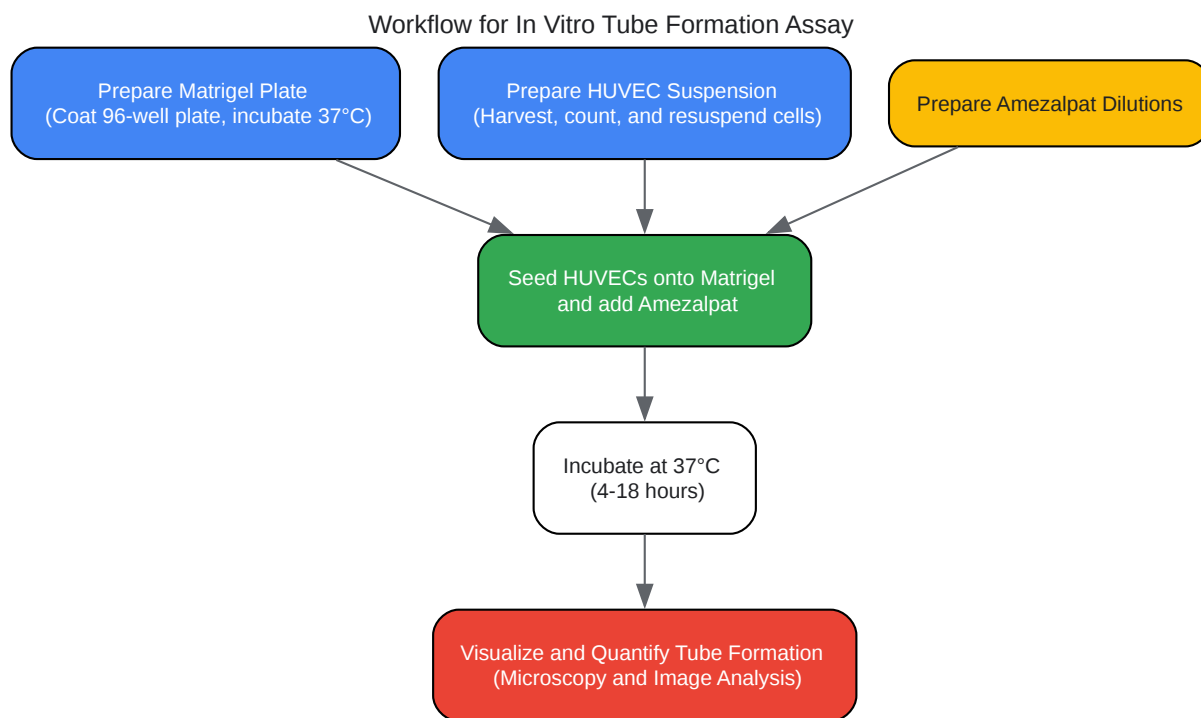 Workflow for In Vitro Tube Formation Assay
Prepare Matrigel Plate
(Coat 96-well plate, incubate 37°C)
Prepare HUVEC Suspension
(Harvest, count, and resuspend cells)
Prepare Amezalpat Dilutions
Seed HUVECs onto Matrigel
and add Amezalpat
Incubate at 37°C
(4-18 hours)
Visualize and Quantify Tube Formation
(Microscopy and Image Analysis)